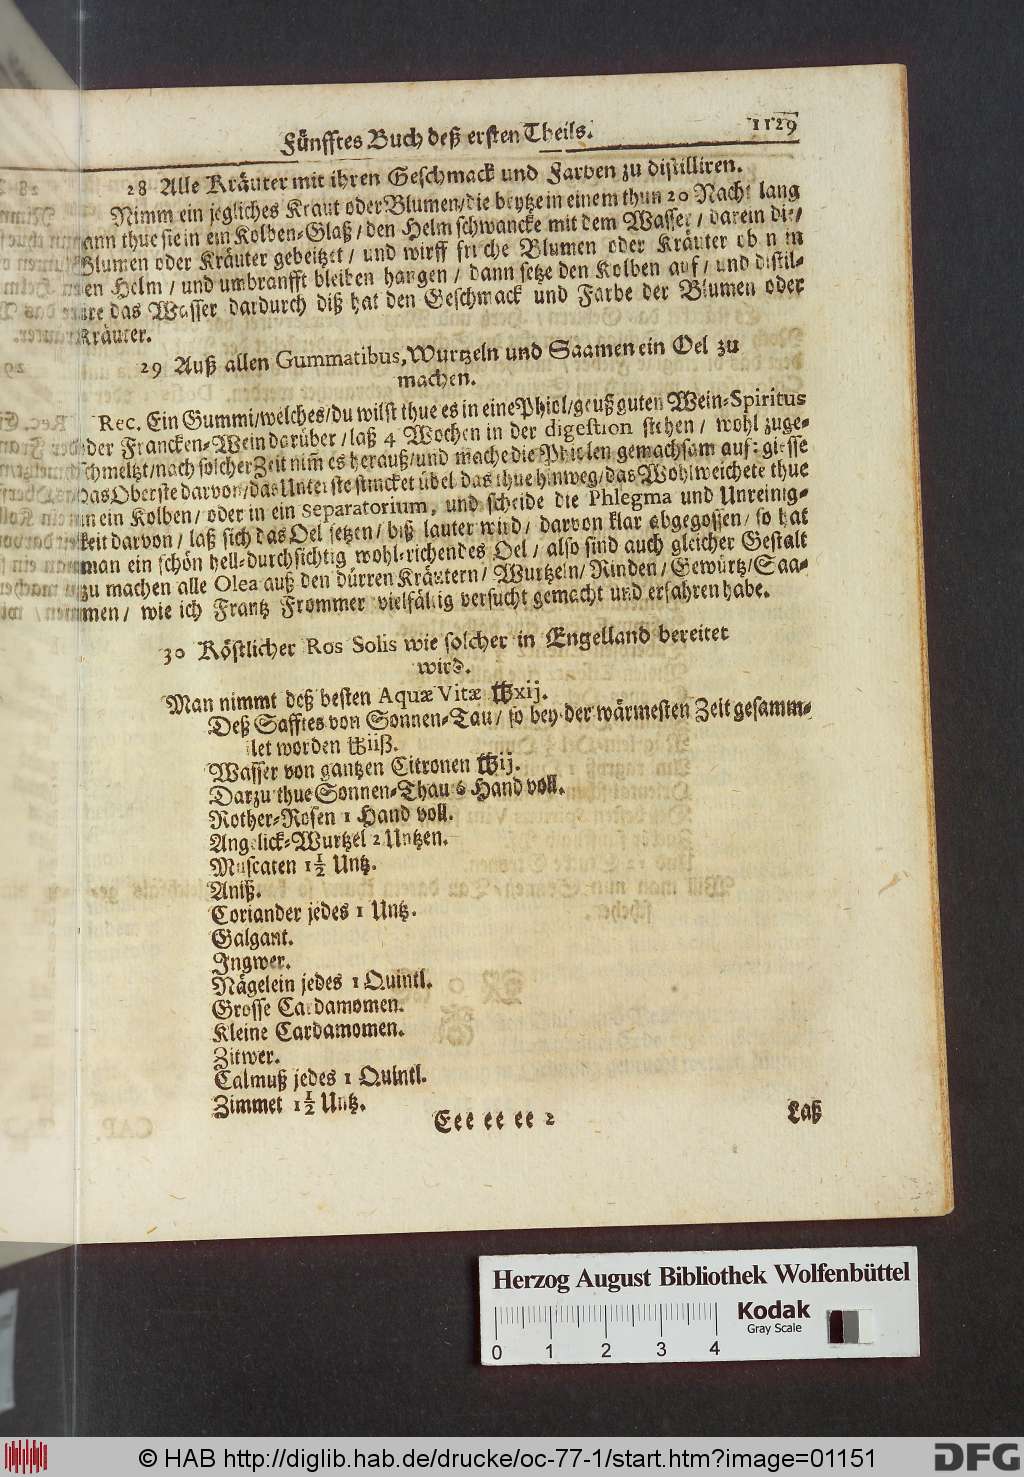 Fünfftes Buch deß ersten Theils. 1129
28 Alle Kräuter mit ihren Geschmack und Farben zu distilliren.
Nimm ein jegliches Kraut oder Blumen/die beytze in einem thun 20 Nacht lang
ann thue sie in ein Kolben-Glaß/den Helm schwancke mit dem Wasser/darein die/
Blumen oder Kräuter gebeitzet/und wirff frische Blumen oder Kräuter oben in
en Helm/und umbranfft bleiben hangen/dann setze den Kolben auf/und distil-
ire das Wasser dardurch diß hat den Geschmack und Farbe der Blumen oder
Kräuter.
29 Auß allen Gummatibus, Wurtzeln und Saamen ein Oel zu
machen.
Rec. Ein Gummi/welches/du wilst thue es in eine Phiol/geuß guten Wein-Spiritus
oder Francken-Wein darüber/laß 4 Wochen in der digestion stehen/wohl zuge-
schmeltzt/nach solcher Zeit nim̃ es herauß/und mache die Phiolen gemachsam auf: giesse
das Oberste darvon/das Unterste stincket übel das thue hinweg/das Wohlweichete thue
in ein Kolben/oder in ein separatorium, und scheide die Phlegma und Unreinig-
keit darvon/laß sich das Oel setzen/biß lauter wird/darvon klar abgegossen/so hat
man ein schön hell-durchsichtig wohl-richendes Oel/also sind auch gleicher Gestalt
zu machen alle Olea auß den dürren Kräutern/Wurtzeln/Rinden/Gewürtz/Saa-
men/wie ich Frantz Frommer vielfältig versucht gemacht und erfahren habe.
30 Köstlicher Ros Solis wie solcher in Engelland bereitet
wird.
Man nimmt deß besten Aquæ Vitæ ℔xij.
Deß Safftes von Sonnen-Tau/so bey der wärmesten Zeit gesamm-
let worden ℔iiß.
Wasser von gantzen Citronen ℔ij.
Darzu thue Sonnen-Thau 6 Hand voll.
Rother-Rosen 1 Hand voll.
Angelick-Wurtzel 2 Untzen.
Muscaten 1½ Untz.
Aniß.
Coriander jedes 1 Untz.
Galgant.
Ingwer.
Nägelein jedes 1 Quintl.
Grosse Cardamomen.
Kleine Cardamomen.
Zitwer.
Calmuß jedes 1 Quintl.
Zimmet 1½ Untz.
Eee ee ee 2 Laß
Herzog August Bibliothek Wolfenbüttel
Kodak
Gray Scale
0 1 2 3 4
© HAB http://diglib.hab.de/drucke/oc-77-1/start.htm?image=01151
DFG